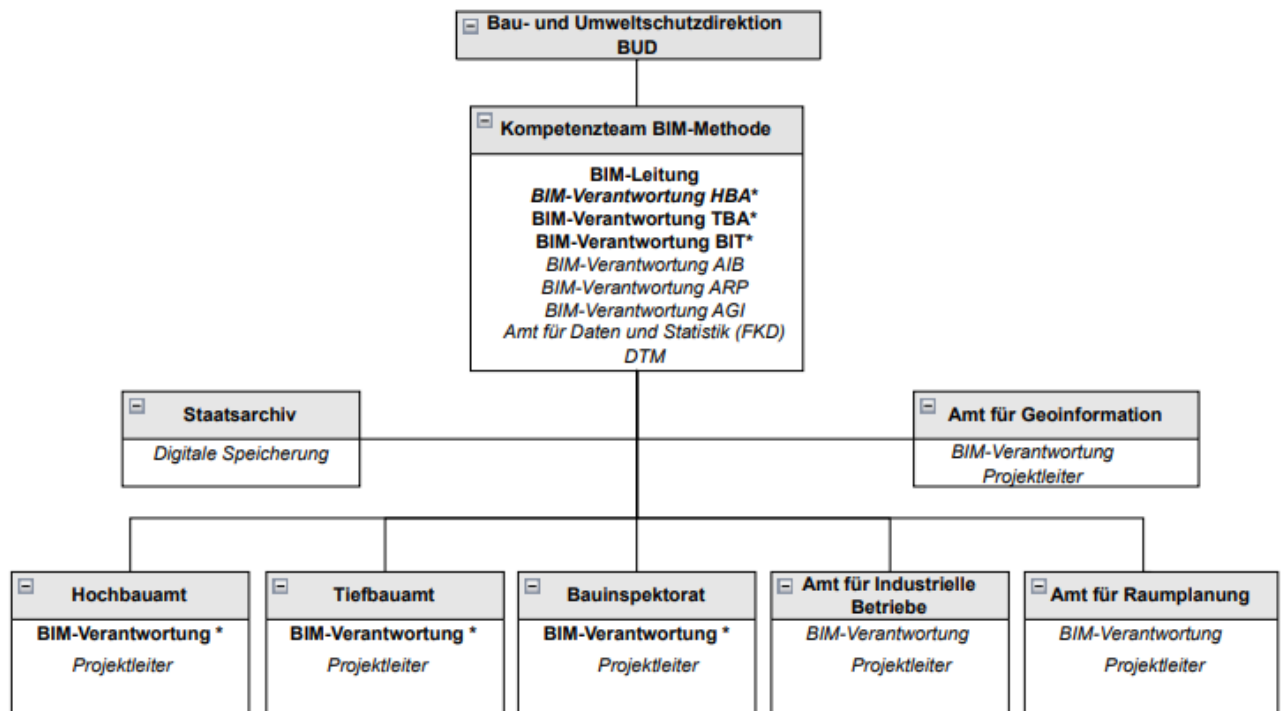 Bau- und Umweltschutzdirektion
BUD
Kompetenzteam BIM-Methode
BIM-Leitung
BIM-Verantwortung HBA*
BIM-Verantwortung TBA*
BIM-Verantwortung BIT*
BIM-Verantwortung AIB
BIM-Verantwortung ARP
BIM-Verantwortung AGI
Amt für Daten und Statistik (FKD)
DTM
Staatsarchiv
Digitale Speicherung
Amt für Geoinformation
BIM-Verantwortung
Projektleiter
Hochbauamt
BIM-Verantwortung *
Projektleiter
Tiefbauamt
BIM-Verantwortung *
Projektleiter
Bauinspektorat
BIM-Verantwortung *
Projektleiter
Amt für Industrielle
Betriebe
BIM-Verantwortung
Projektleiter
Amt für Raumplanung
BIM-Verantwortung
Projektleiter